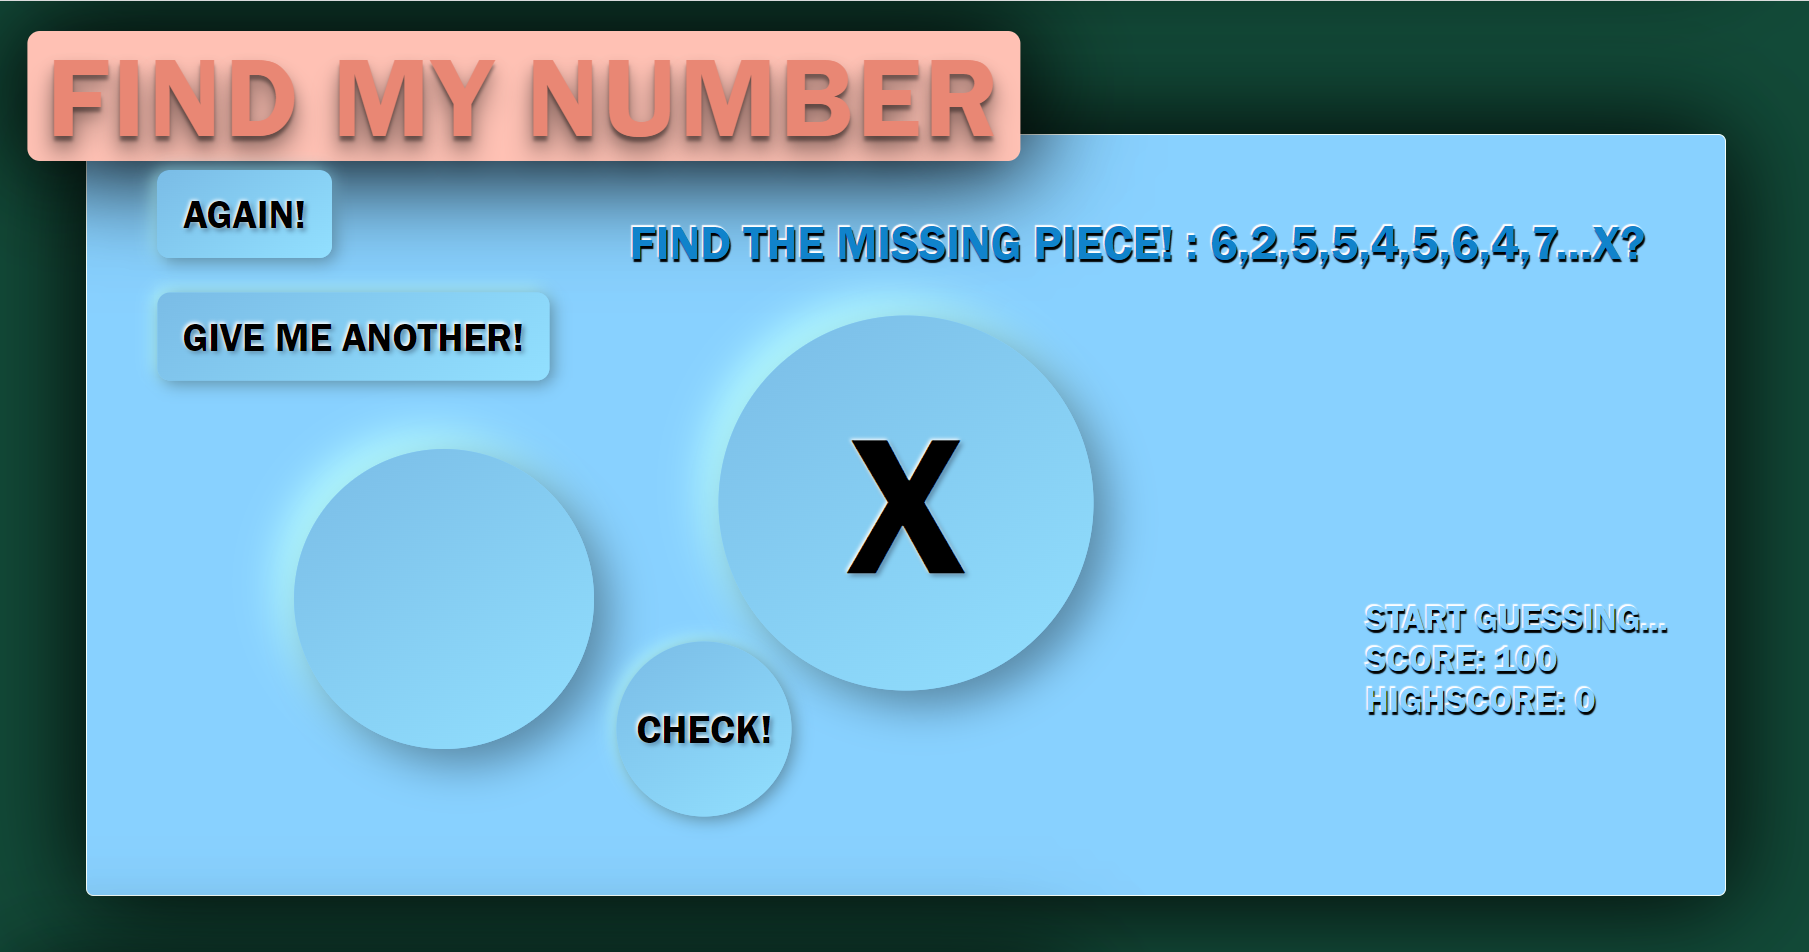 FIND MY NUMBER
AGAIN!
FIND THE MISSING PIECE! : 6,2,5,5,4,5,6,4,7...X?
GIVE ME ANOTHER!
X
CHECK!
START GUESSING...
SCORE: 100
HIGHSCORE: 0